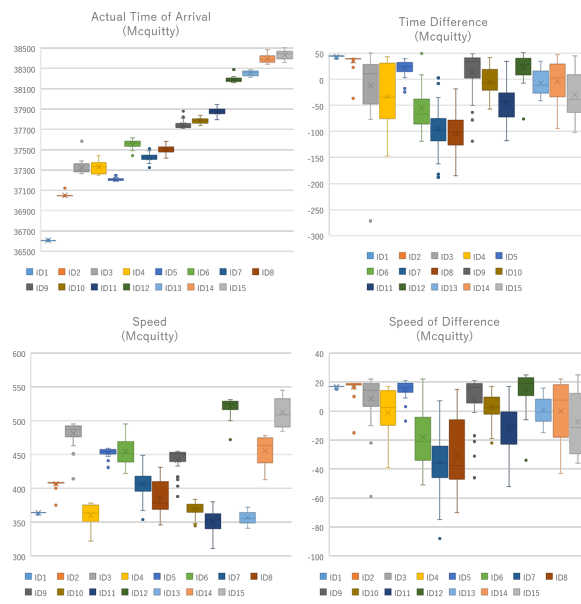 Actual Time of Arrival
(Mcquitty)
38500
38300
38100
37900
37700
37500
37300
37100
36900
36700
36500
ID1 ID2 ID3 ID4 ID5 ID6 ID7 ID8
ID9 ID10 ID11 ID12 ID13 ID14 ID15
Time Difference
(Mcquitty)
50
0
-50
-100
-150
-200
-250
-300
ID1 ID2 ID3 ID4 ID5
ID6 ID7 ID8 ID9 ID10
ID11 ID12 ID13 ID14 ID15
Speed
(Mcquitty)
600
550
500
450
400
350
300
ID1 ID2 ID3 ID4 ID5 ID6 ID7 ID8
ID9 ID10 ID11 ID12 ID13 ID14 ID15
Speed of Difference
(Mcquitty)
40
20
0
-20
-40
-60
-80
-100
ID1 ID2 ID3 ID4 ID5 ID6 ID7 ID8
ID9 ID10 ID11 ID12 ID13 ID14 ID15